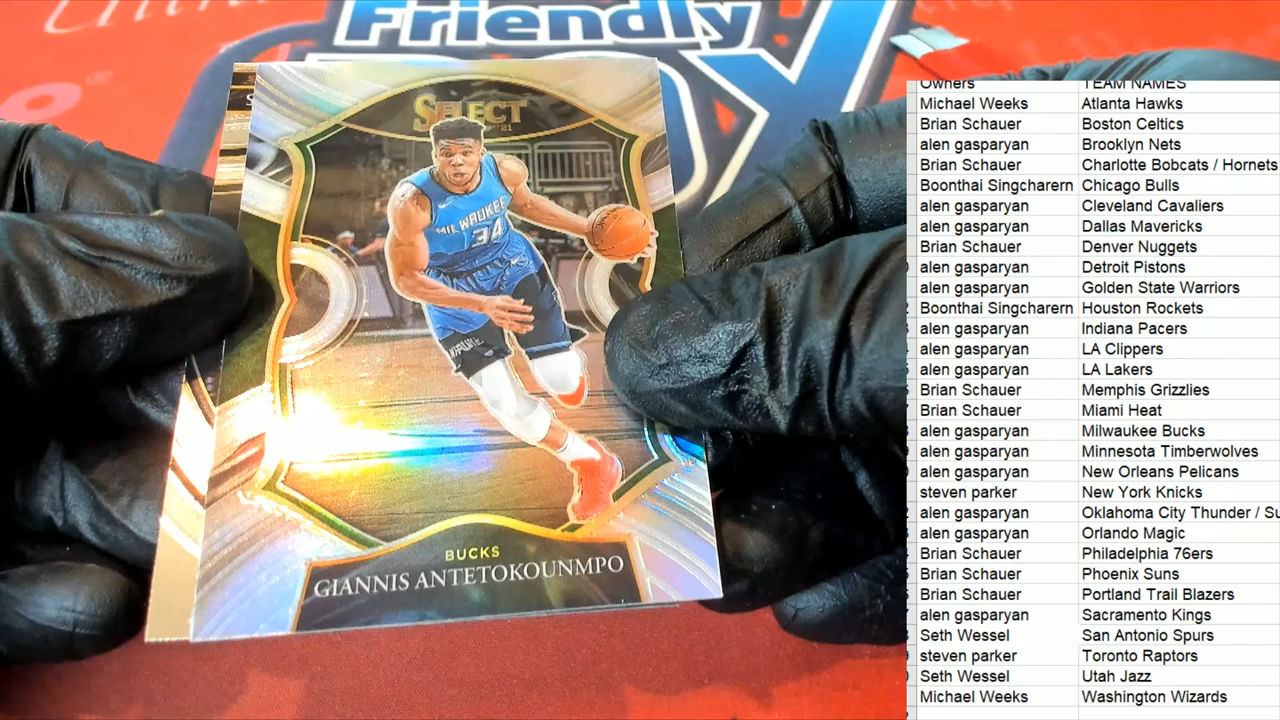 Friendly
SELECT
MILWAUKEE
34
BUCKS
GIANNIS ANTETOKOUNMPO
Owners TEAM NAMES
Michael Weeks Atlanta Hawks
Brian Schauer Boston Celtics
alen gasparyan Brooklyn Nets
Brian Schauer Charlotte Bobcats / Hornets
Boonthai Singcharern Chicago Bulls
alen gasparyan Cleveland Cavaliers
alen gasparyan Dallas Mavericks
Brian Schauer Denver Nuggets
alen gasparyan Detroit Pistons
alen gasparyan Golden State Warriors
Boonthai Singcharern Houston Rockets
alen gasparyan Indiana Pacers
alen gasparyan LA Clippers
alen gasparyan LA Lakers
Brian Schauer Memphis Grizzlies
Brian Schauer Miami Heat
alen gasparyan Milwaukee Bucks
alen gasparyan Minnesota Timberwolves
alen gasparyan New Orleans Pelicans
steven parker New York Knicks
alen gasparyan Oklahoma City Thunder / Su
alen gasparyan Orlando Magic
Brian Schauer Philadelphia 76ers
Brian Schauer Phoenix Suns
Brian Schauer Portland Trail Blazers
alen gasparyan Sacramento Kings
Seth Wessel San Antonio Spurs
steven parker Toronto Raptors
Seth Wessel Utah Jazz
Michael Weeks Washington Wizards